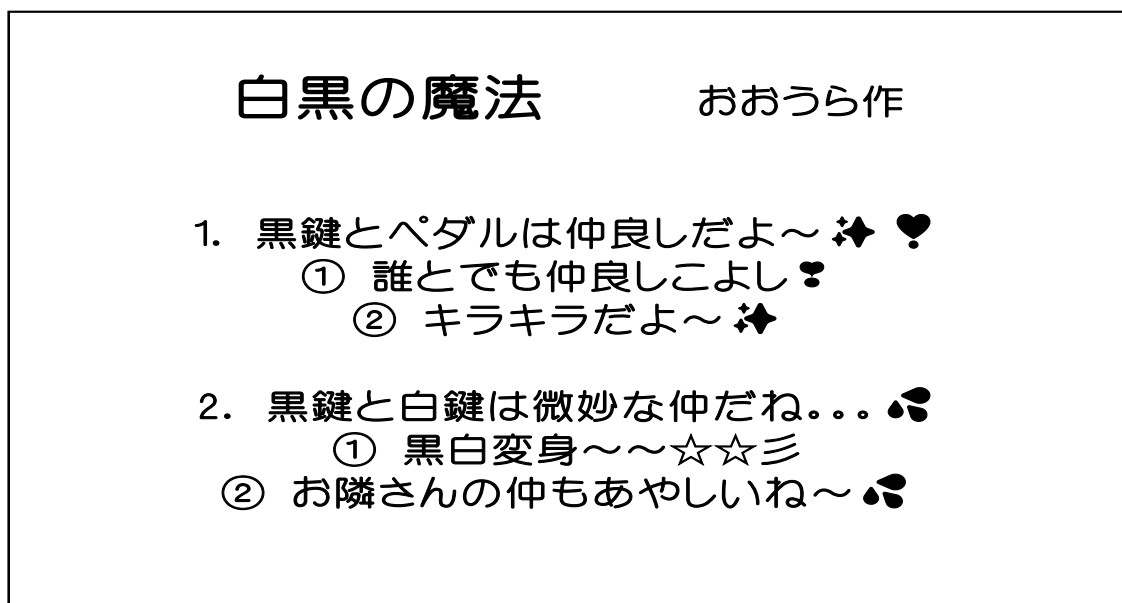 白黒の魔法 おおうら作
1. 黒鍵とペダルは仲良しだよ～✨❣
① 誰とでも仲良しこよし❣
② キラキラだよ～✨
2. 黒鍵と白鍵は微妙な仲だね。。。💦
① 黒白変身～～☆☆彡
② お隣さんの仲もあやしいね～💦